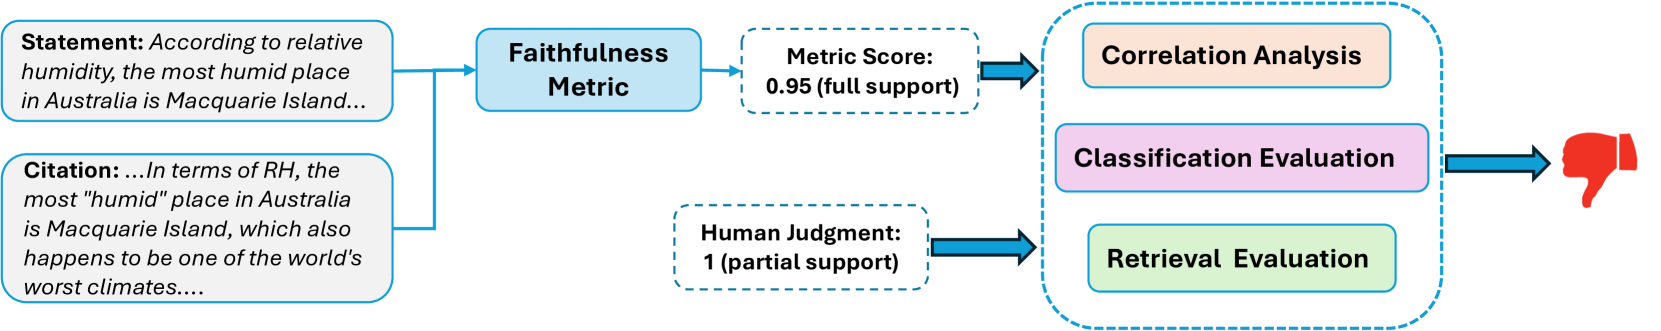 Statement: According to relative
humidity, the most humid place
in Australia is Macquarie Island...
Citation: ...In terms of RH, the
most "humid" place in Australia
is Macquarie Island, which also
happens to be one of the world's
worst climates....
Faithfulness
Metric
Metric Score:
0.95 (full support)
Human Judgment:
1 (partial support)
Correlation Analysis
Classification Evaluation
Retrieval Evaluation